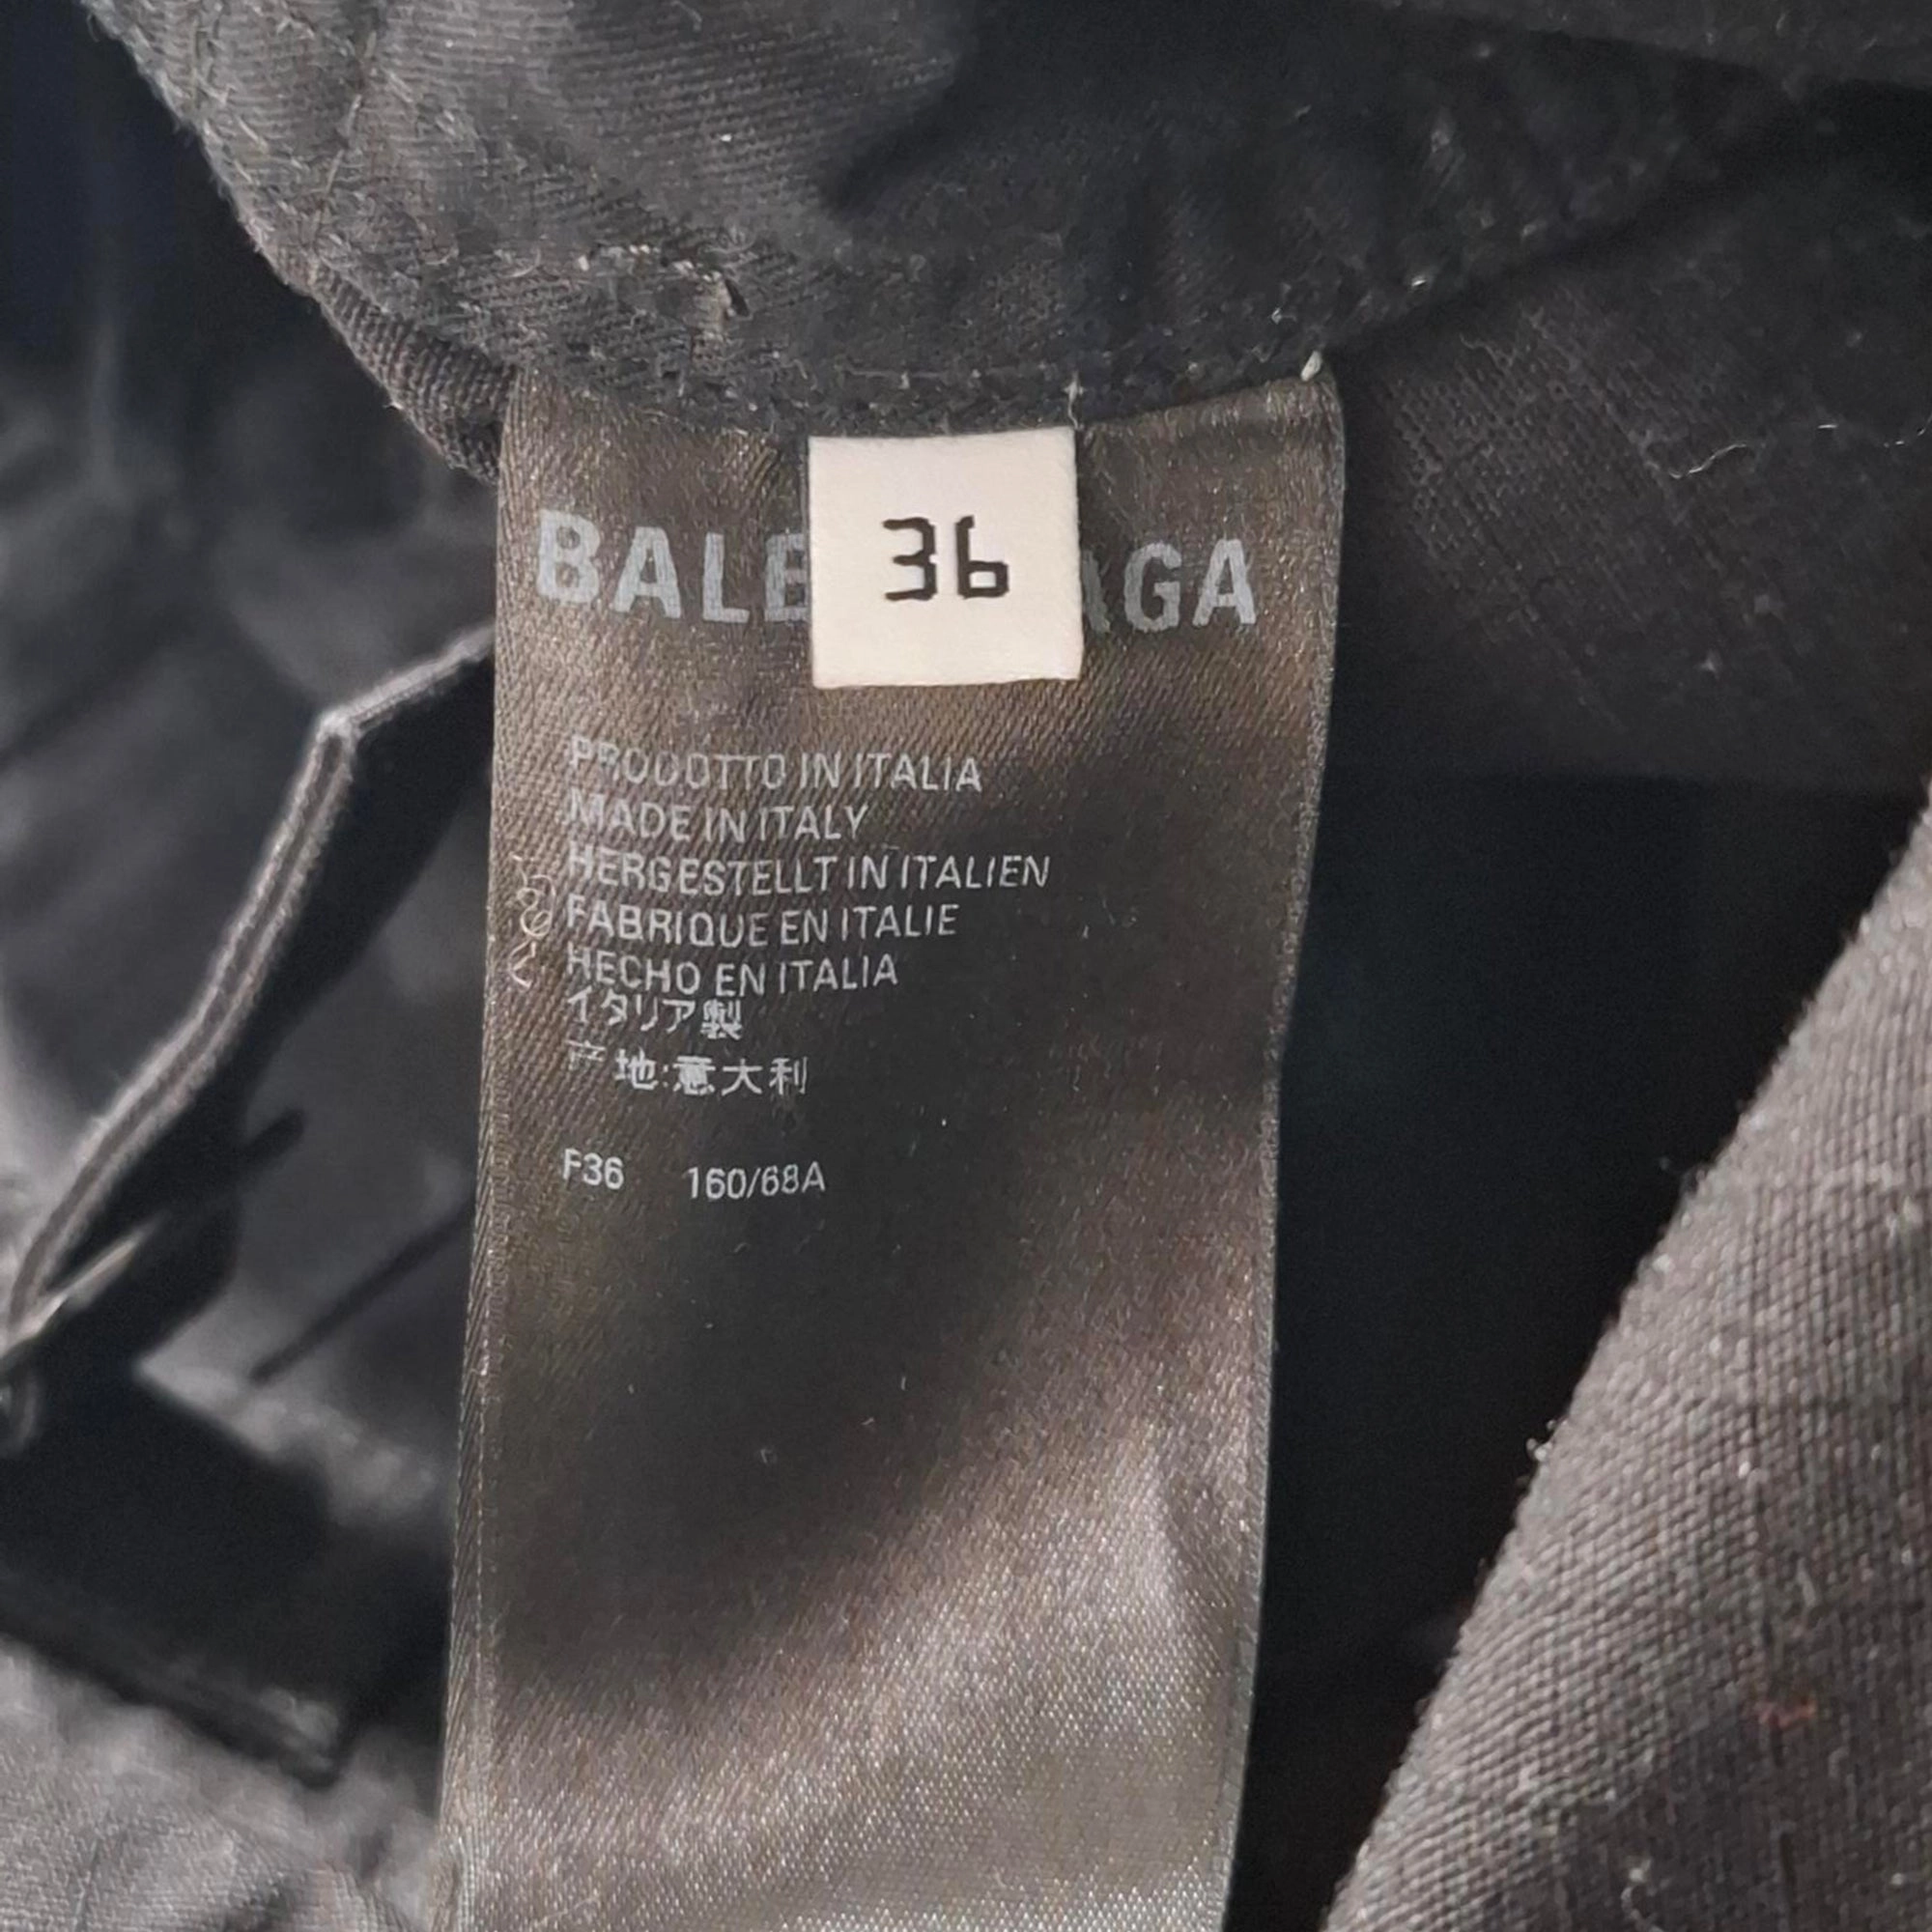 36
BALE AGA
PRODOTTO IN ITALIA
MADE IN ITALY
HERGESTELLT IN ITALIEN
FABRIQUE EN ITALIE
HECHO EN ITALIA
イタリア製
产地:意大利
F36 160/68A